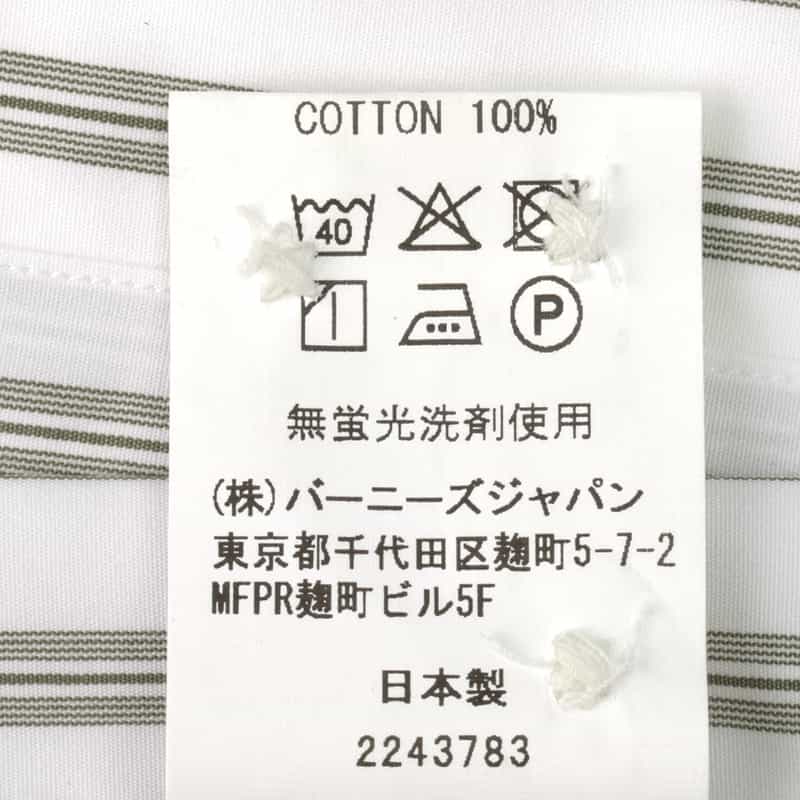 COTTON 100%
40
P
無蛍光洗剤使用
(株)バーニーズジャパン
東京都千代田区麹町5-7-2
MFPR麹町ビル5F
日本製
2243783